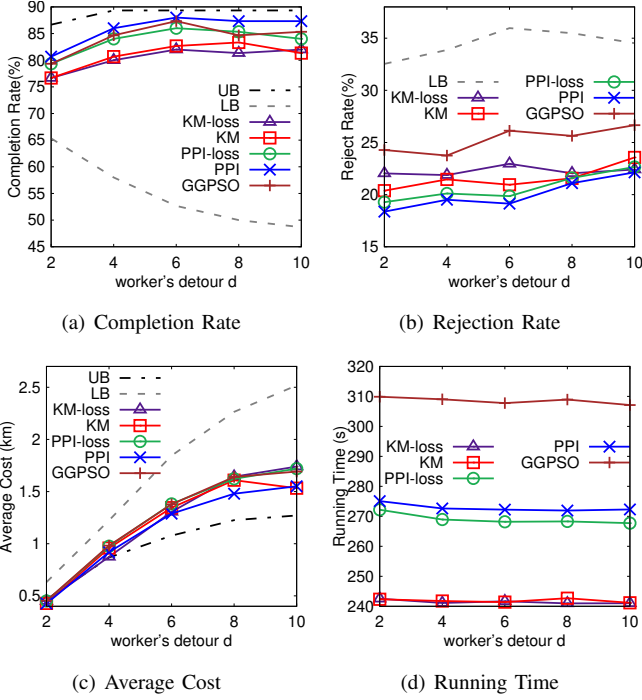 90
85
80
75
70
65
60
55
50
45
Completion Rate(%)
UB
LB
KM-loss
KM
PPI-loss
PPI
GGPSO
2 4 6 8 10
worker's detour d
(a) Completion Rate
35
30
25
20
15
Reject Rate(%)
LB
KM-loss
KM
PPI-loss
PPI
GGPSO
2 4 6 8 10
worker's detour d
(b) Rejection Rate
2.5
2
1.5
1
0.5
Average Cost (km)
UB
LB
KM-loss
KM
PPI-loss
PPI
GGPSO
2 4 6 8 10
worker's detour d
(c) Average Cost
320
310
300
290
280
270
260
250
240
Running Time (s)
KM-loss
KM
PPI-loss
PPI
GGPSO
2 4 6 8 10
worker's detour d
(d) Running Time